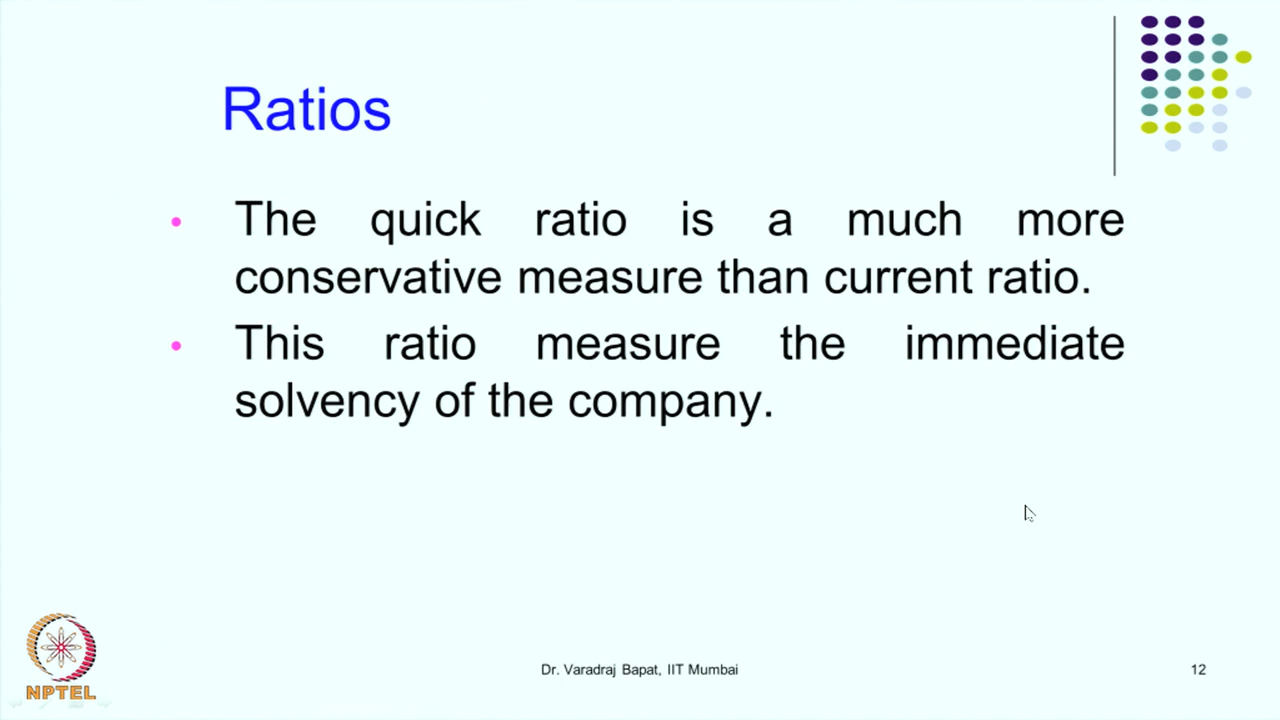 Ratios
• The quick ratio is a much more
conservative measure than current ratio.
• This ratio measure the immediate
solvency of the company.
NPTEL
Dr. Varadraj Bapat, IIT Mumbai
12